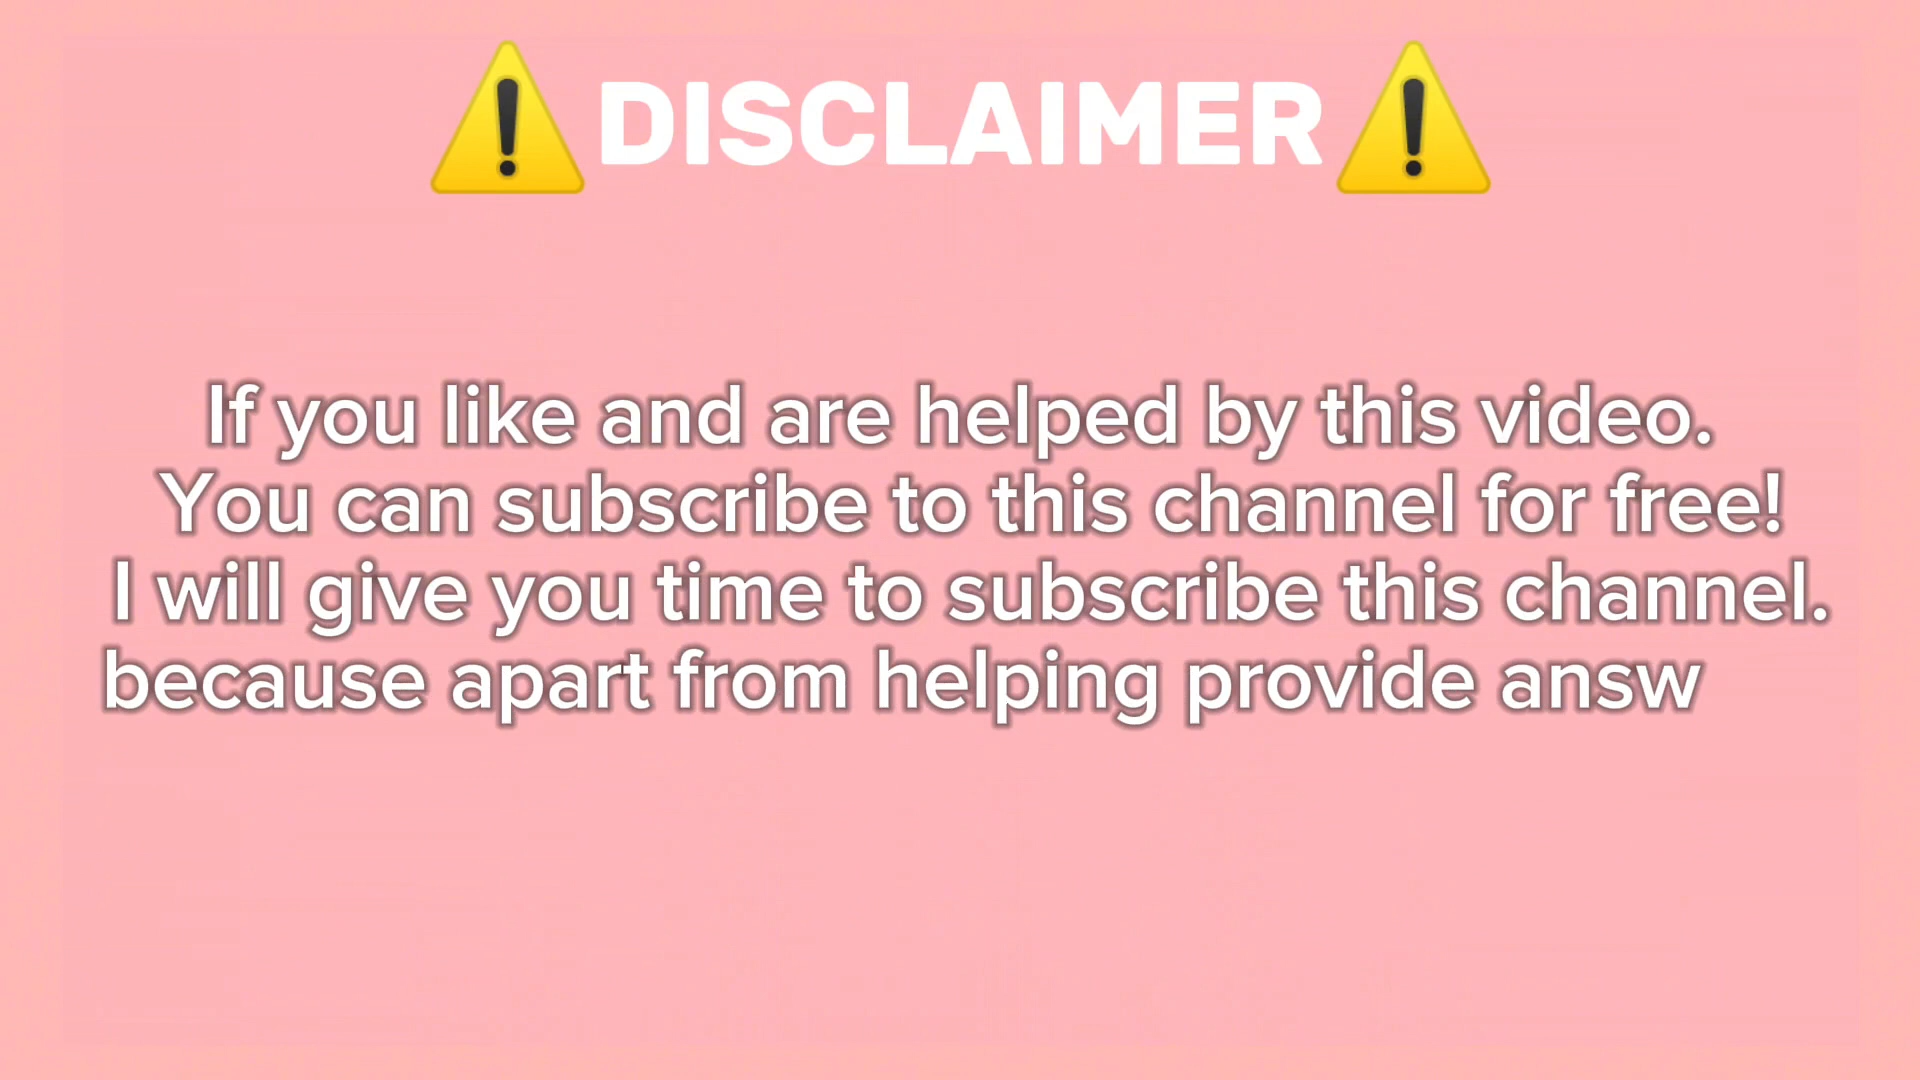 ⚠️DISCLAIMER⚠️
If you like and are helped by this video.
You can subscribe to this channel for free!
I will give you time to subscribe this channel.
because apart from helping provide answ